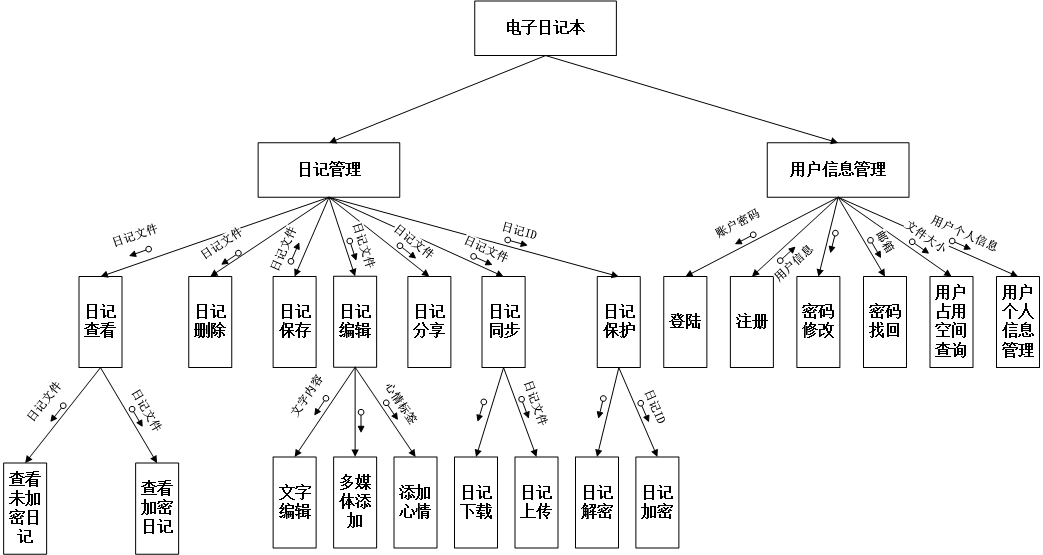 电子日记本
日记管理
用户信息管理
日记文件
日记文件
日记文件
日记文件
日记文件
日记文件
日记ID
账户密码
用户信息
邮箱
文件大小
用户个人信息
日记
查看
日记
删除
日记
保存
日记
编辑
日记
分享
日记
同步
日记
保护
登陆
注册
密码
修改
密码
找回
用户
占用
空间
查询
用户
个人
信息
管理
日记文件
日记文件
文字内容
心情标签
日记文件
日记ID
查看
未加
密日
记
查看
加密
日记
文字
编辑
多媒
体添
加
添加
心情
日记
下载
日记
上传
日记
解密
日记
加密